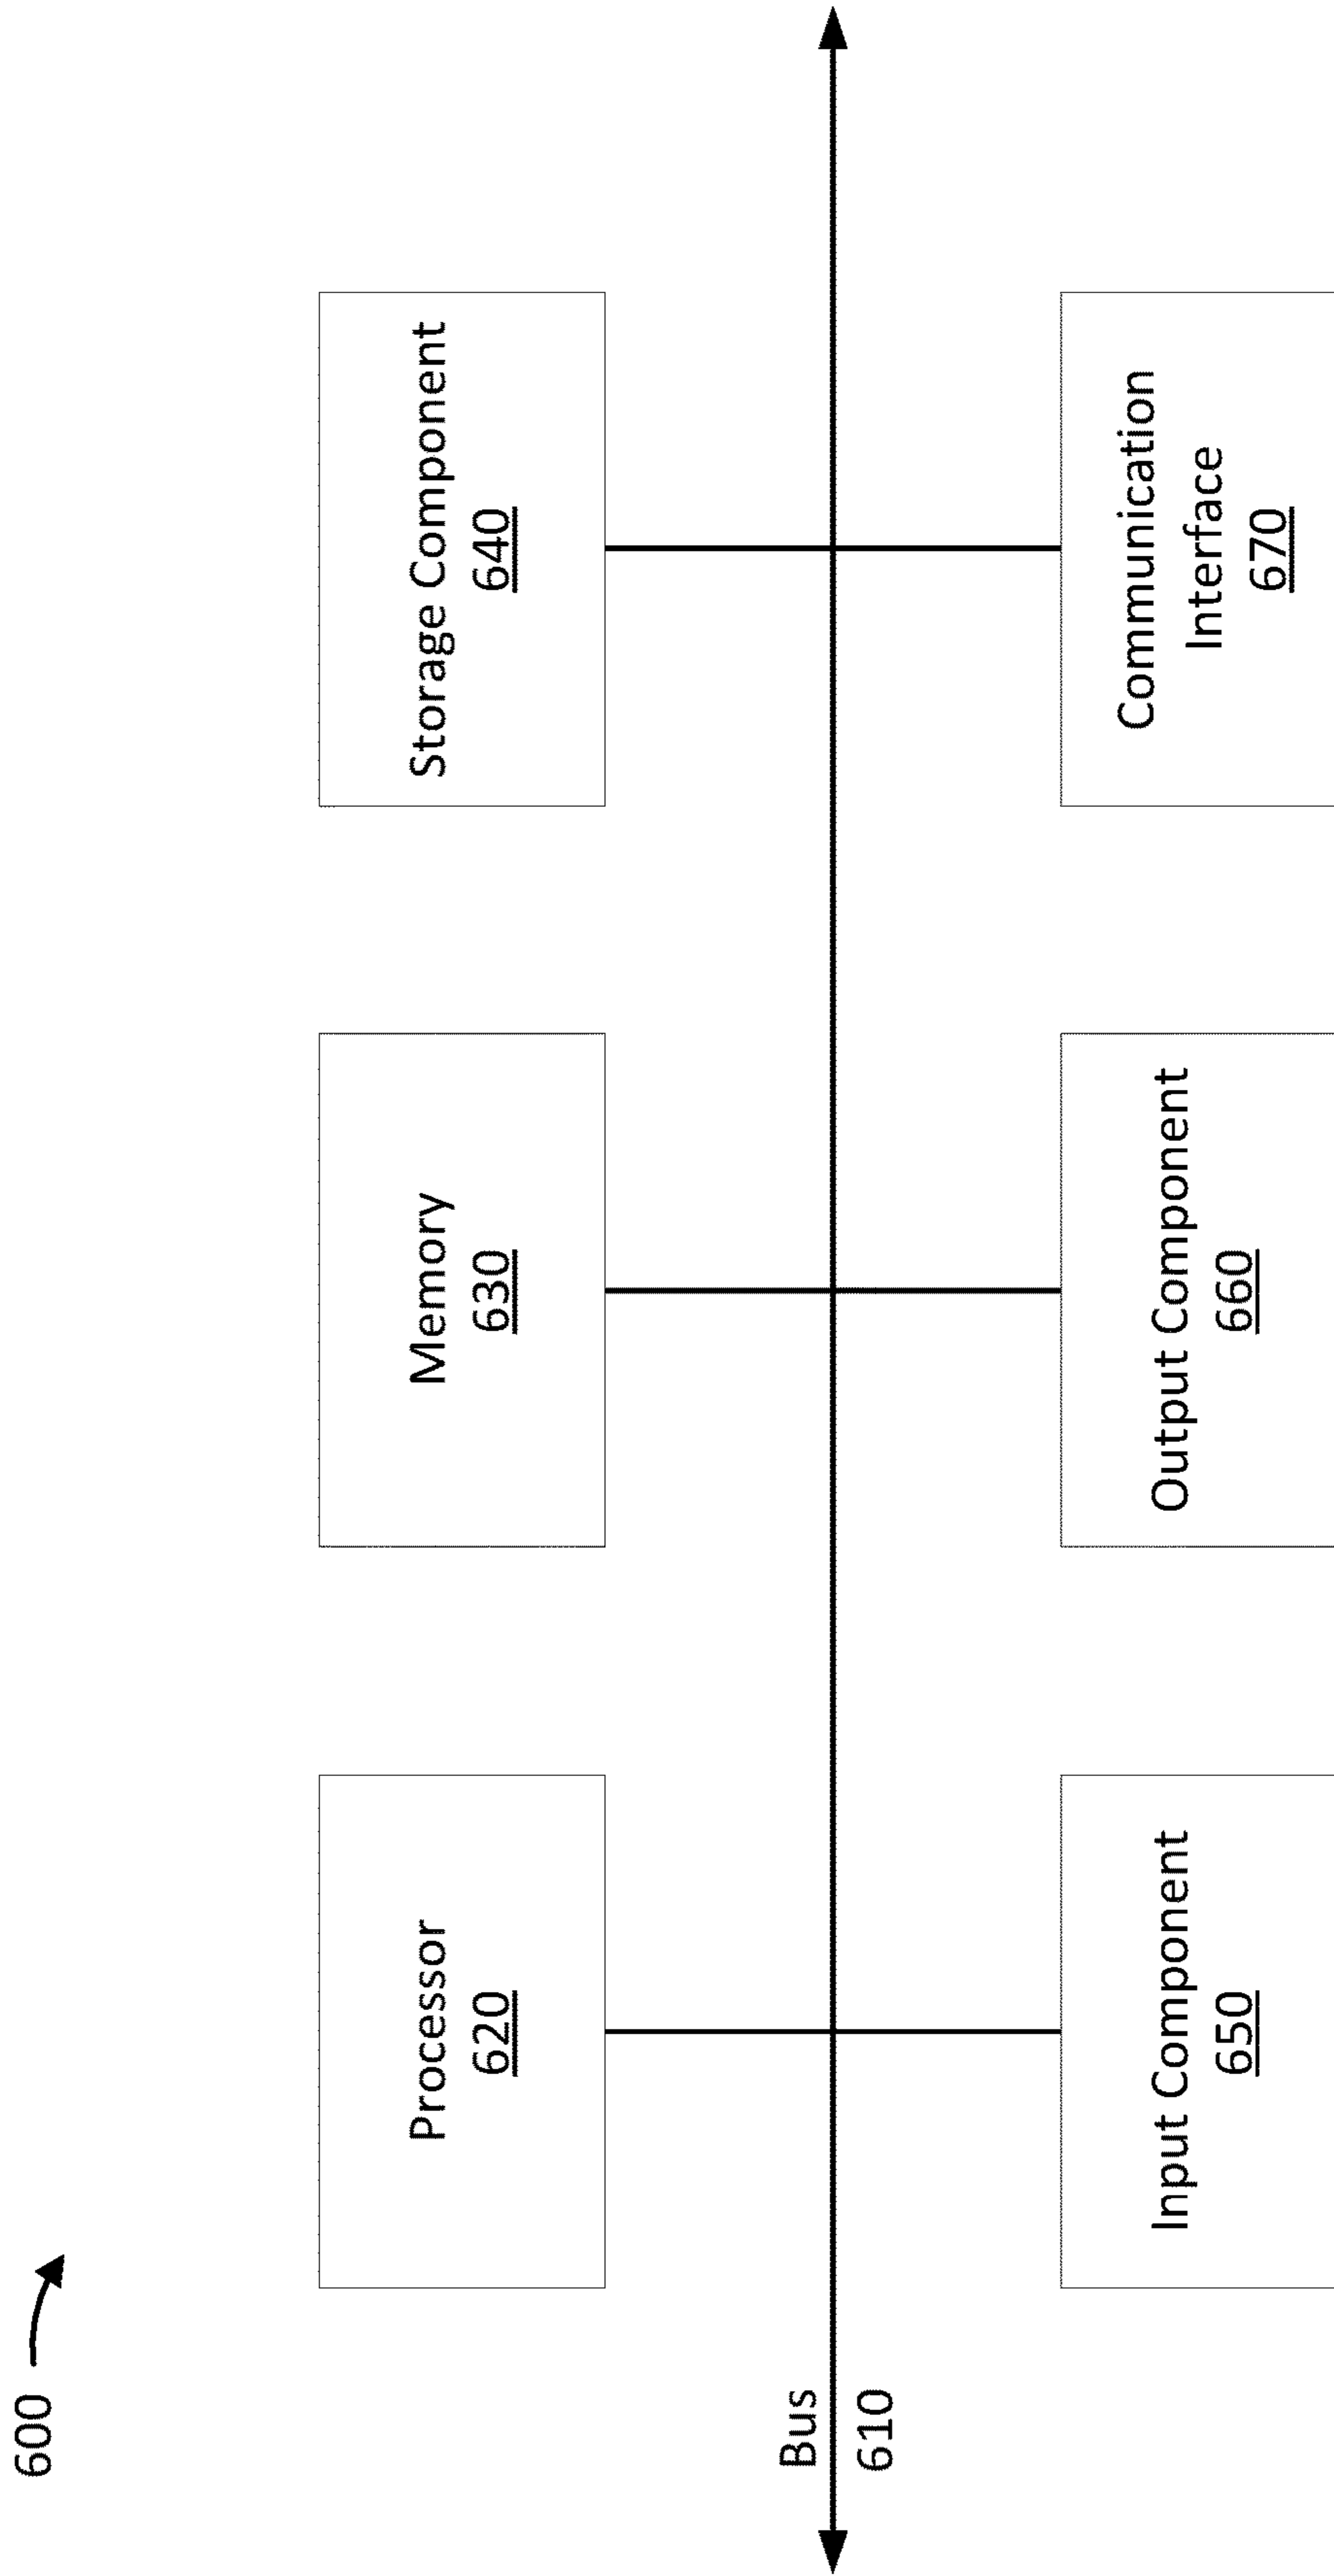 600
Processor
620
Memory
630
Storage Component
640
Bus
610
Input Component
650
Output Component
660
Communication
Interface
670